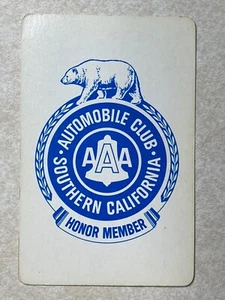 · AUTOMOBILE CLUB ·
AAA
SOUTHERN CALIFORNIA
HONOR MEMBER